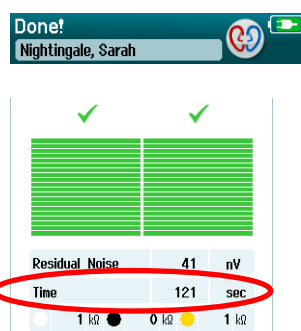 Done!
Nightingale, Sarah
Residual Noise 41 nV
Time 121 sec
1 kΩ 0 kΩ 1 kΩ